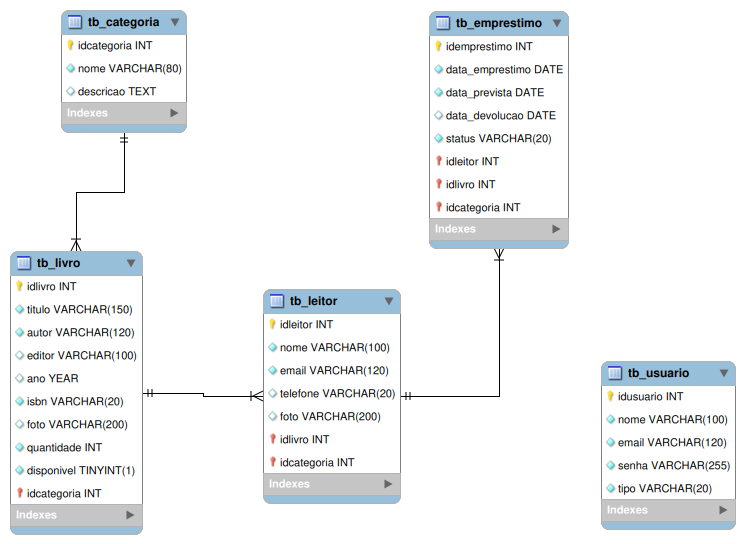 tb_categoria
idcategoria INT
nome VARCHAR(80)
descricao TEXT
Indexes
tb_emprestimo
idemprestimo INT
data_emprestimo DATE
data_prevista DATE
data_devolucao DATE
status VARCHAR(20)
idleitor INT
idlivro INT
idcategoria INT
Indexes
tb_livro
idlivro INT
titulo VARCHAR(150)
autor VARCHAR(120)
editor VARCHAR(100)
ano YEAR
isbn VARCHAR(20)
foto VARCHAR(200)
quantidade INT
disponivel TINYINT(1)
idcategoria INT
Indexes
tb_leitor
idleitor INT
nome VARCHAR(100)
email VARCHAR(120)
telefone VARCHAR(20)
foto VARCHAR(200)
idlivro INT
idcategoria INT
Indexes
tb_usuario
idusuario INT
nome VARCHAR(100)
email VARCHAR(120)
senha VARCHAR(255)
tipo VARCHAR(20)
Indexes